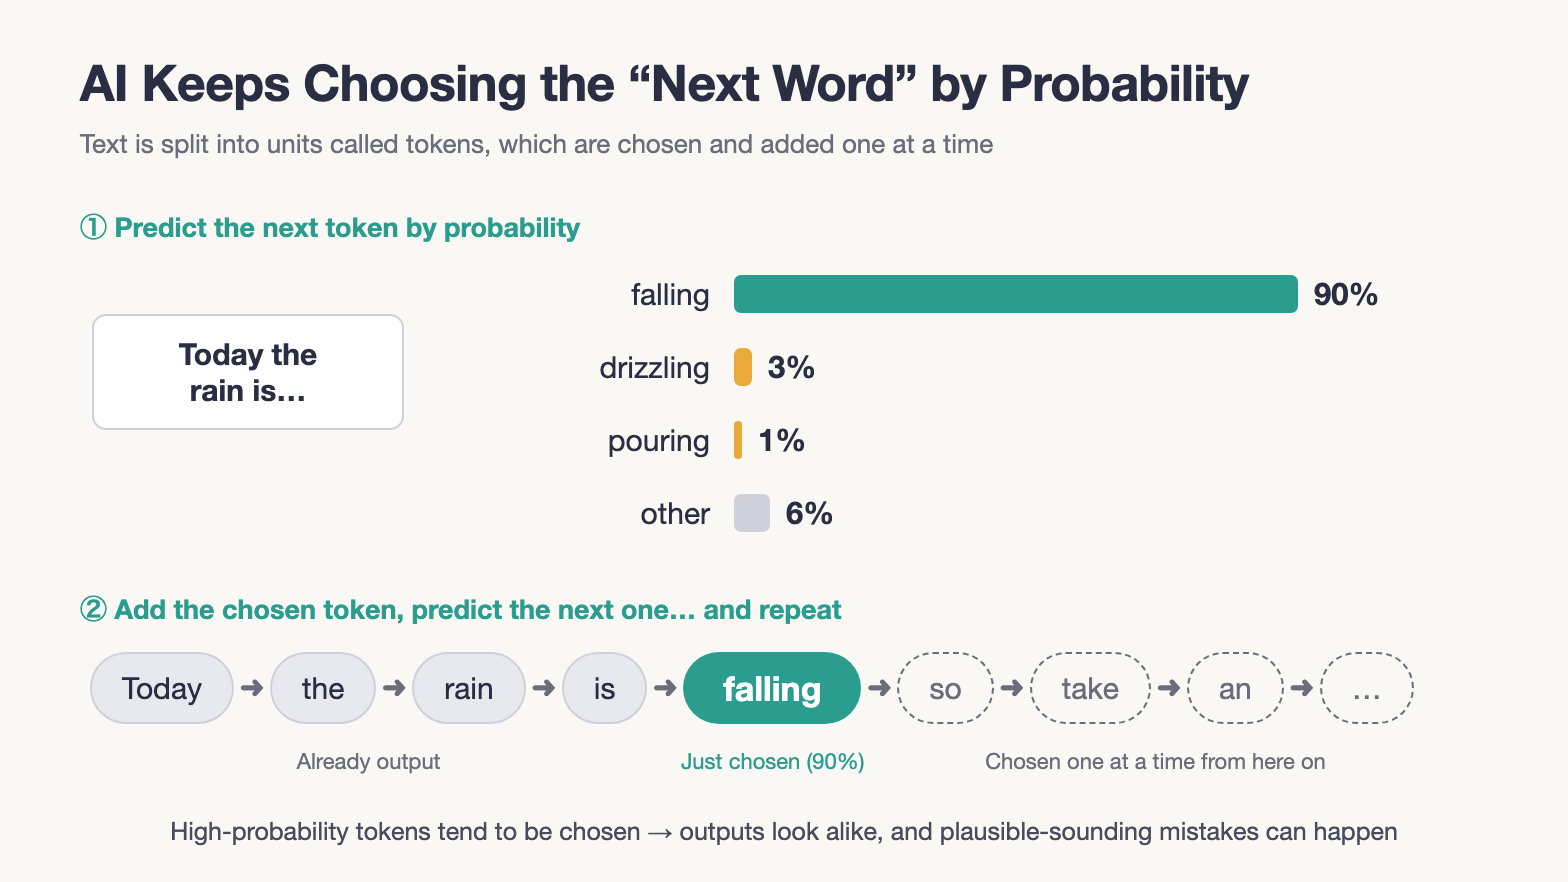 AI Keeps Choosing the “Next Word” by Probability
Text is split into units called tokens, which are chosen and added one at a time
① Predict the next token by probability
Today the
rain is…
falling 90%
drizzling 3%
pouring 1%
other 6%
② Add the chosen token, predict the next one… and repeat
Today ➜ the ➜ rain ➜ is ➜ falling ➜ so ➜ take ➜ an ➜ …
Already output
Just chosen (90%)
Chosen one at a time from here on
High-probability tokens tend to be chosen → outputs look alike, and plausible-sounding mistakes can happen